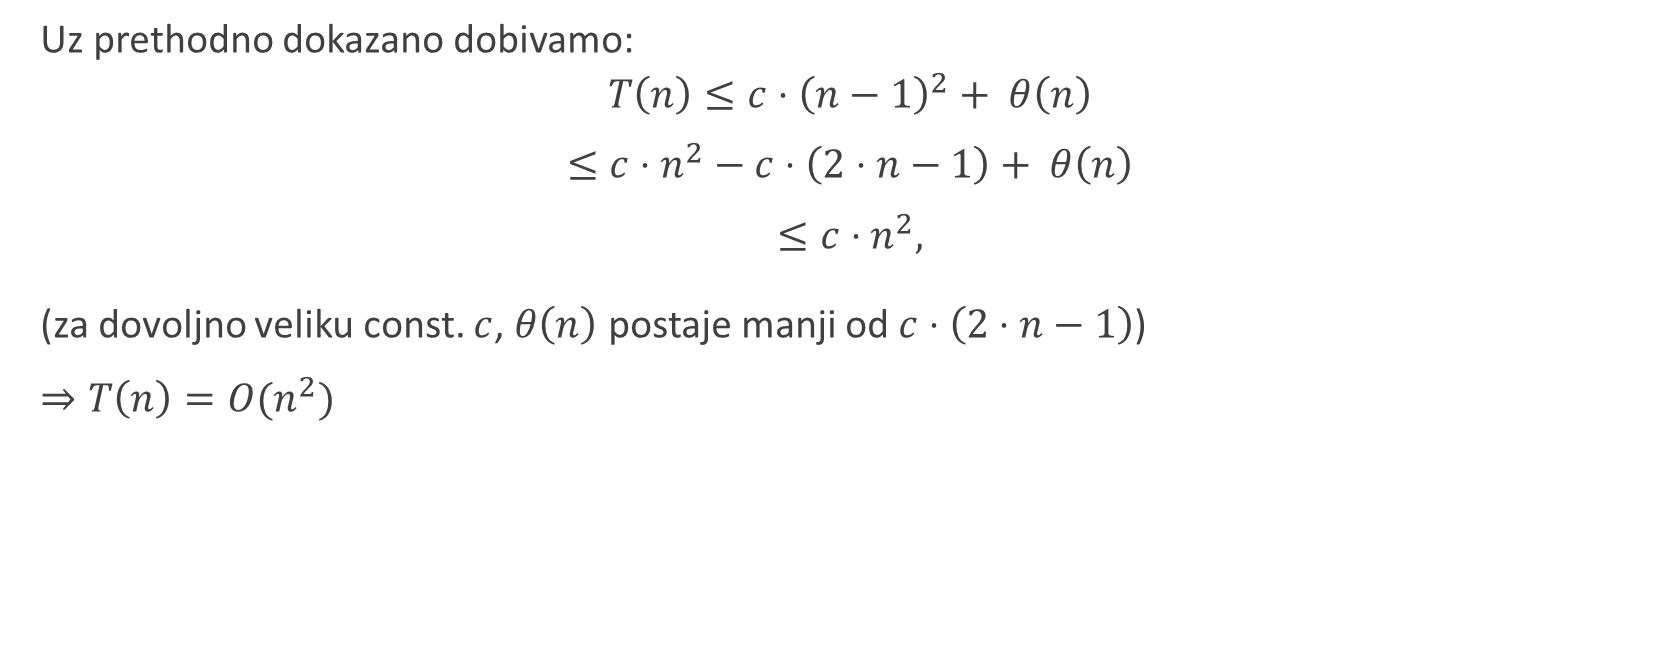 Uz prethodno dokazano dobivamo:
𝑇(𝑛) ≤ 𝑐 · (𝑛 − 1)² + 𝜃(𝑛)
≤ 𝑐 · 𝑛² − 𝑐 · (2 · 𝑛 − 1) + 𝜃(𝑛)
≤ 𝑐 · 𝑛²,
(za dovoljno veliku const. 𝑐, 𝜃(𝑛) postaje manji od 𝑐 · (2 · 𝑛 − 1))
⇒ 𝑇(𝑛) = 𝑂(𝑛²)